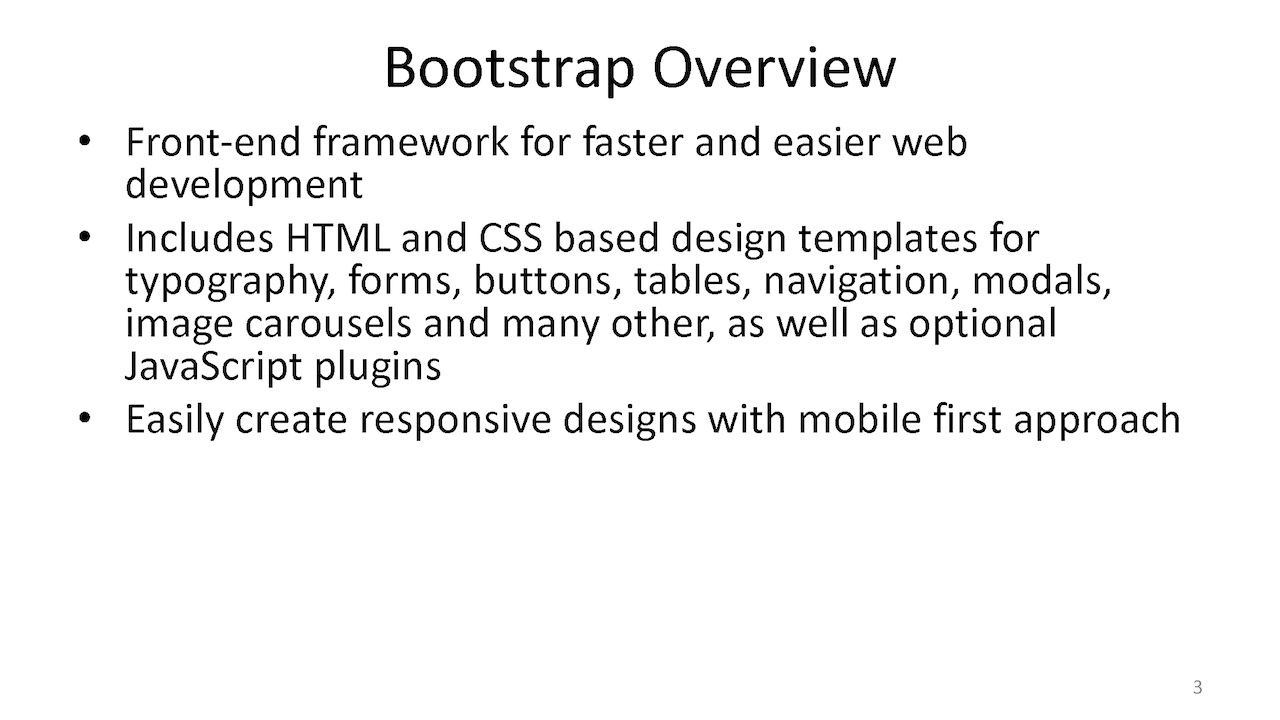 Bootstrap Overview
• Front-end framework for faster and easier web
development
• Includes HTML and CSS based design templates for
typography, forms, buttons, tables, navigation, modals,
image carousels and many other, as well as optional
JavaScript plugins
• Easily create responsive designs with mobile first approach
3